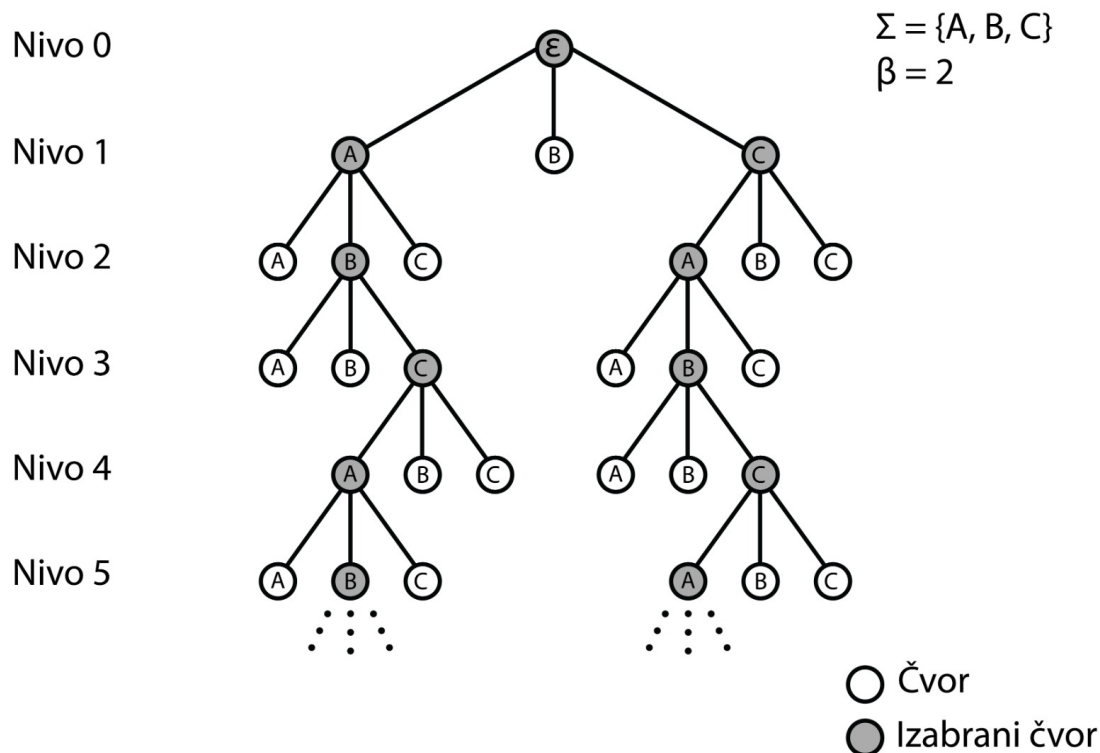 Nivo 0
ε
Σ = {A, B, C}
β = 2
Nivo 1
A B C
Nivo 2
A B C A B C
Nivo 3
A B C A B C
Nivo 4
A B C A B C
Nivo 5
A B C A B C
Čvor
Izabrani čvor